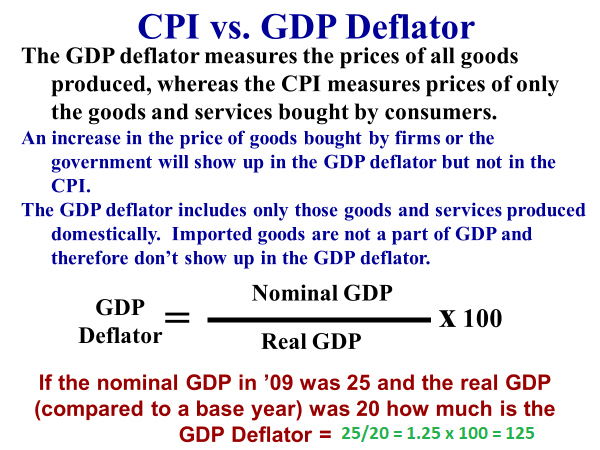 CPI vs. GDP Deflator
The GDP deflator measures the prices of all goods
produced, whereas the CPI measures prices of only
the goods and services bought by consumers.
An increase in the price of goods bought by firms or the
government will show up in the GDP deflator but not in the
CPI.
The GDP deflator includes only those goods and services produced
domestically.  Imported goods are not a part of GDP and
therefore don’t show up in the GDP deflator.
GDP
Deflator
=
Nominal GDP
Real GDP
X 100
If the nominal GDP in ’09 was 25 and the real GDP
(compared to a base year) was 20 how much is the
GDP Deflator = 25/20 = 1.25 x 100 = 125